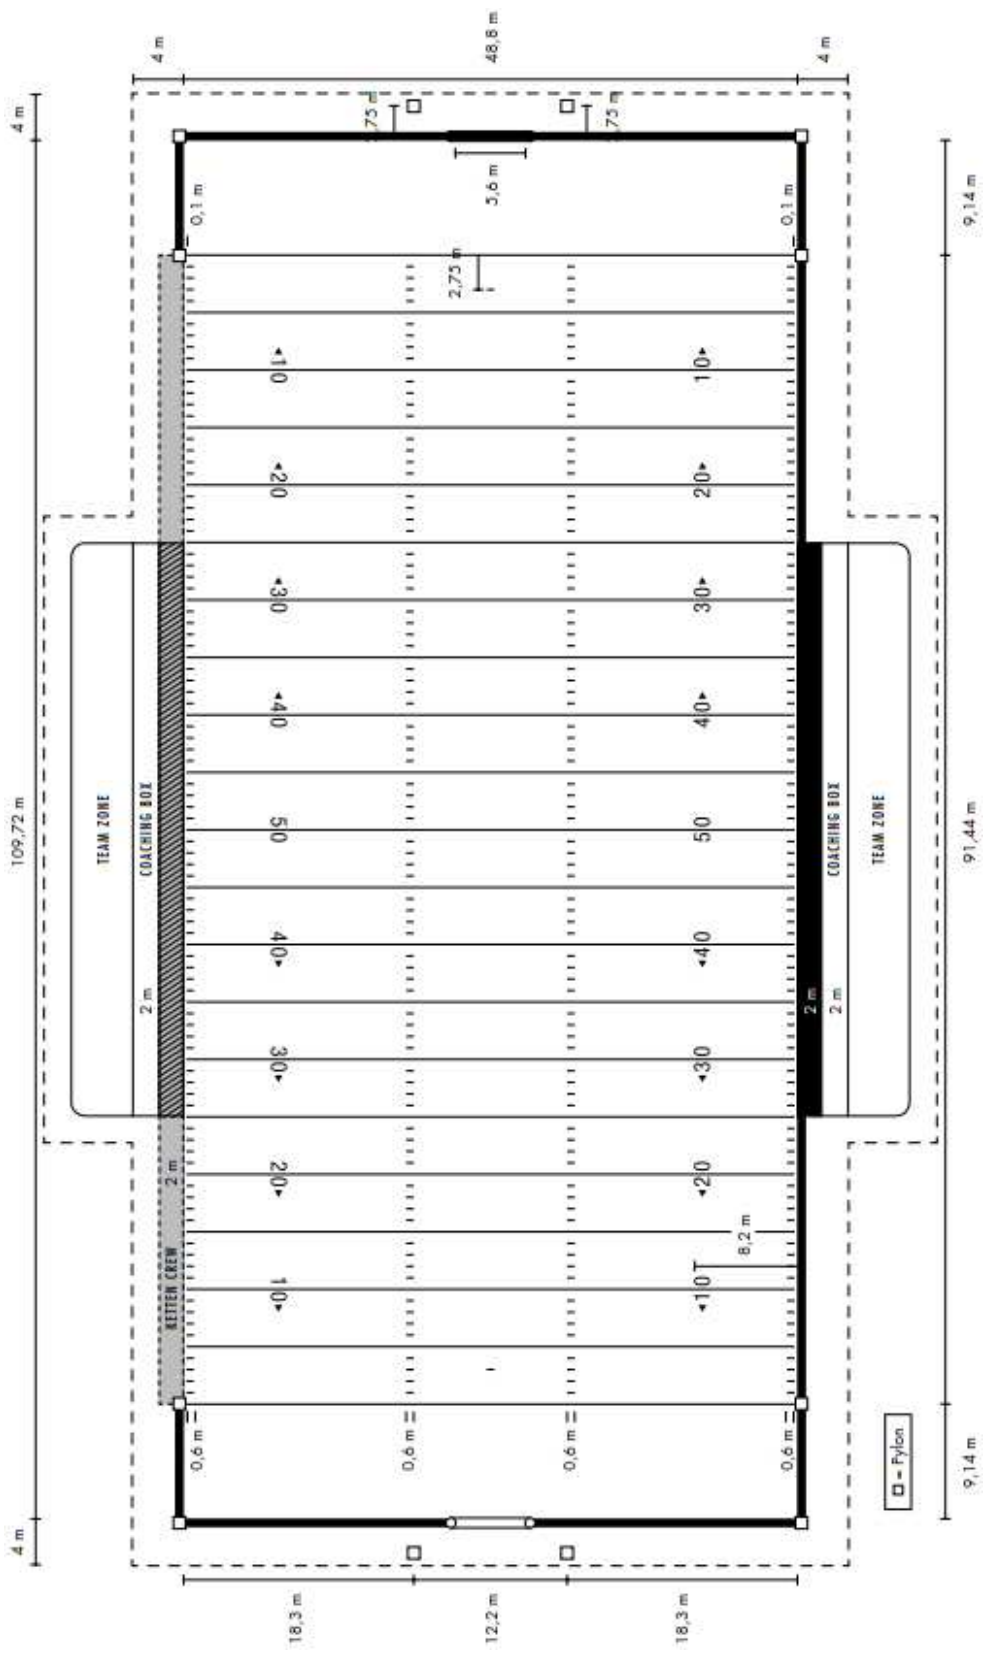 4 m
48,8 m
4 m
4 m
,75 m
,75 m
5,6 m
0,1 m
0,1 m
9,14 m
2,75 m
10
10
20
20
30
30
40
40
109,72 m
TEAM ZONE
COACHING BOX
50
50
COACHING BOX
TEAM ZONE
91,44 m
40
40
2 m
2 m
2 m
30
30
2 m
20
20
8,2 m
KETTEN CREW
10
10
0,6 m
0,6 m
0,6 m
0,6 m
= Pylon
9,14 m
4 m
18,3 m
12,2 m
18,3 m